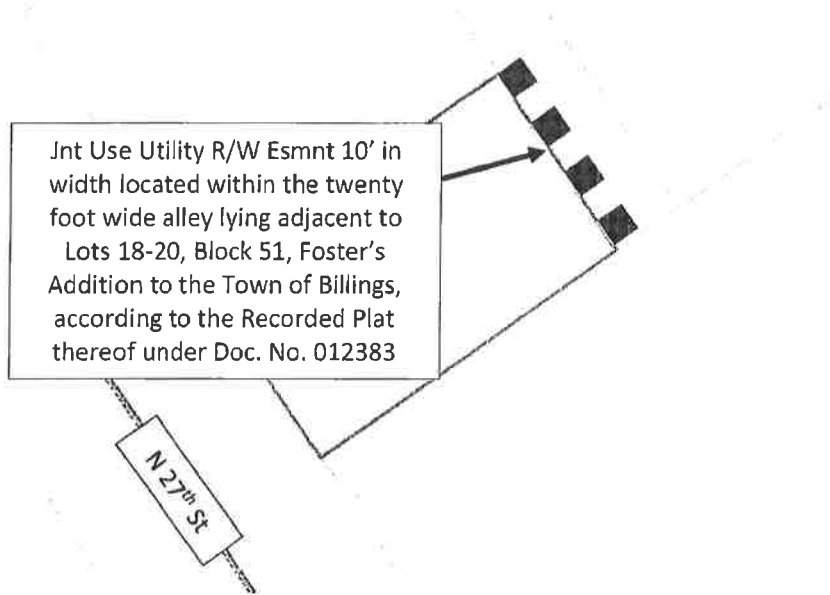 Jnt Use Utility R/W Esmnt 10' in
width located within the twenty
foot wide alley lying adjacent to
Lots 18-20, Block 51, Foster's
Addition to the Town of Billings,
according to the Recorded Plat
thereof under Doc. No. 012383
N 27th St